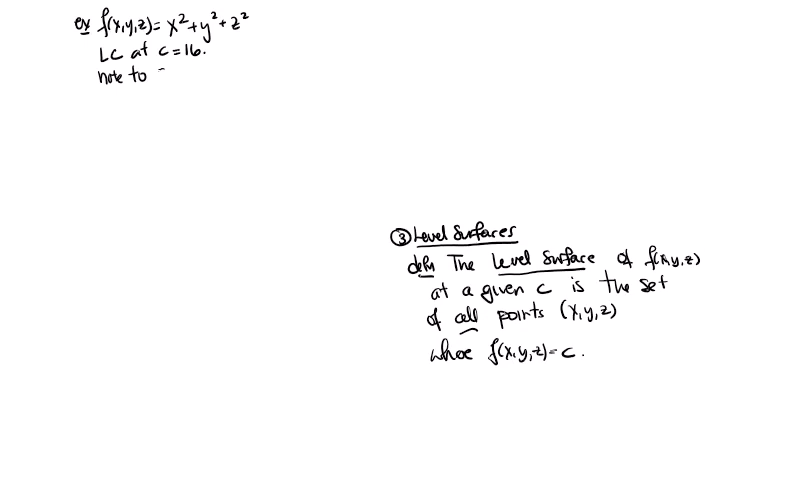 ex f(x,y,z)=x²+y²+z²
LC at c=16.
note to
③ Level Surfaces
defn The level surface of f(x,y,z)
at a given c is the set
of all points (x,y,z)
whose f(x,y,z)=c.